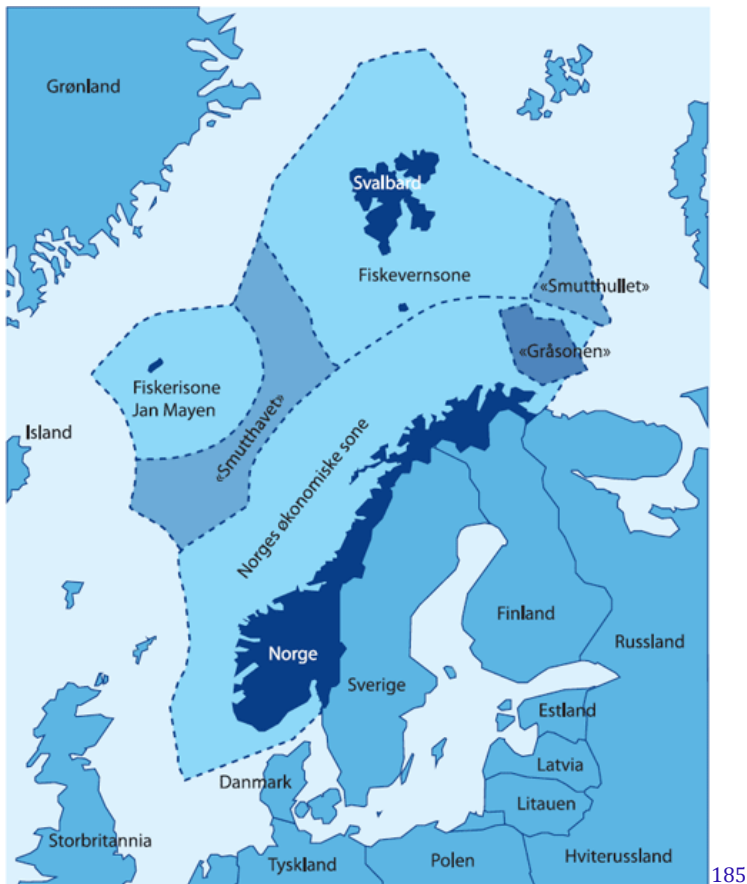 Grønland
Svalbard
Fiskevernsone
«Smutthullet»
«Gråsonen»
Fiskerisone
Jan Mayen
Island
«Smutthavet»
Norges økonomiske sone
Finland
Russland
Norge
Sverige
Estland
Danmark
Latvia
Litauen
Storbritannia
Tyskland
Polen
Hviterussland
185